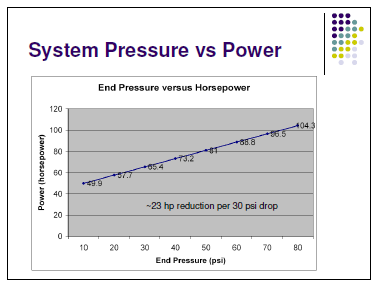 System Pressure vs Power
End Pressure versus Horsepower
Power (horsepower)
120
100
80
60
40
20
0
49.9
57.7
65.4
73.2
81
88.8
96.5
104.3
~23 hp reduction per 30 psi drop
10 20 30 40 50 60 70 80
End Pressure (psi)